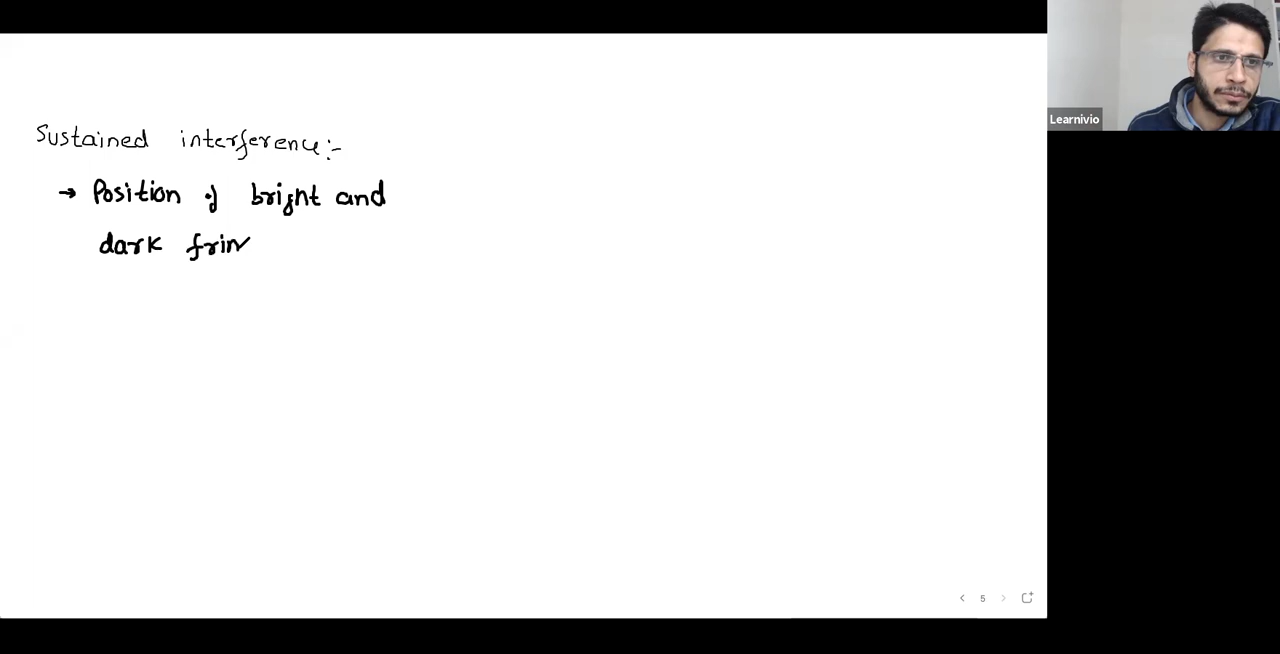 Sustained interference:-
→ Position of bright and
dark frin
Learnivio
< 5 >